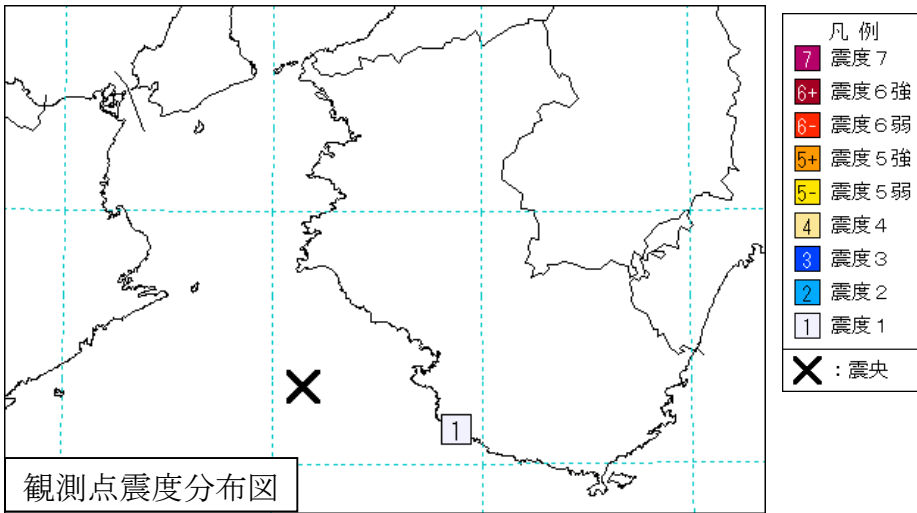 1
観測点震度分布図
凡例
7 震度7
6+ 震度6強
6- 震度6弱
5+ 震度5強
5- 震度5弱
4 震度4
3 震度3
2 震度2
1 震度1
:震央